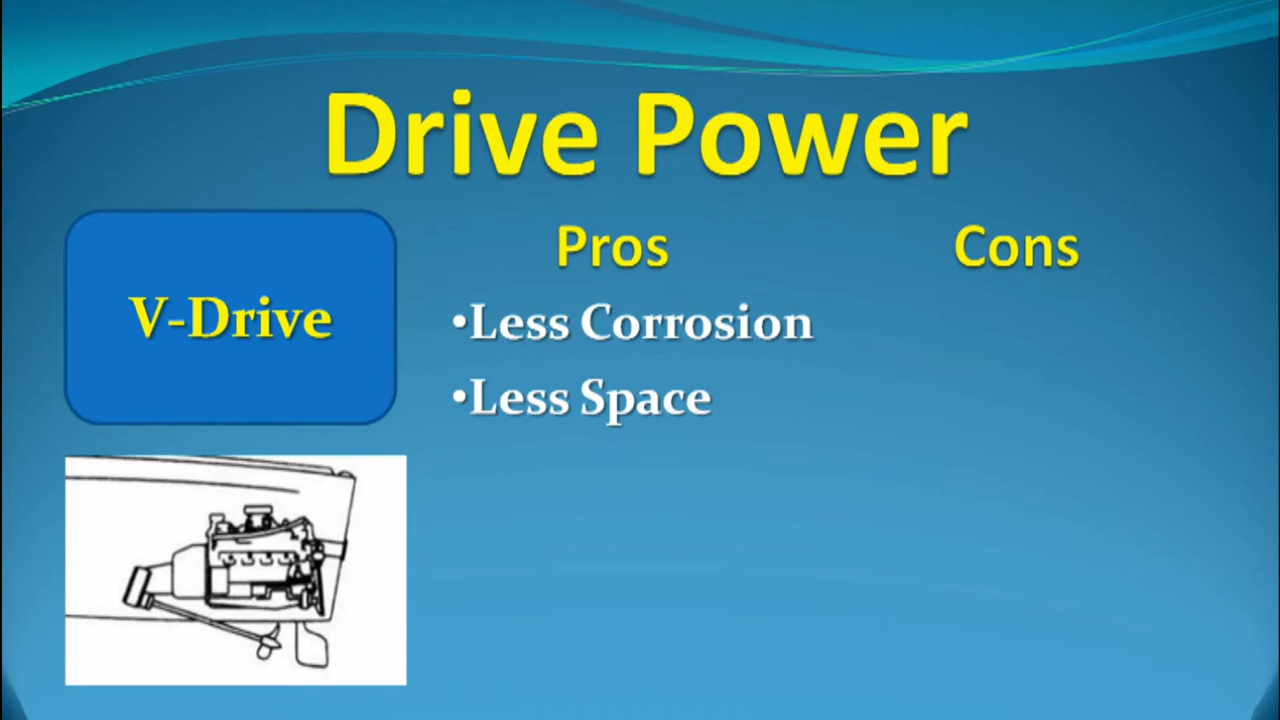 Drive Power
V-Drive
Pros
•Less Corrosion
•Less Space
Cons